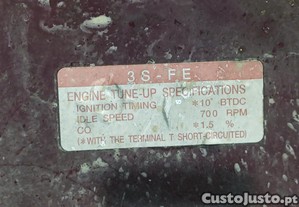 3S-FE
ENGINE TUNE-UP SPECIFICATIONS
IGNITION TIMING *10° BTDC
IDLE SPEED 700 RPM
CO *1.5 %
(*WITH THE TERMINAL T SHORT-CIRCUITED)
CustoJusto.pt